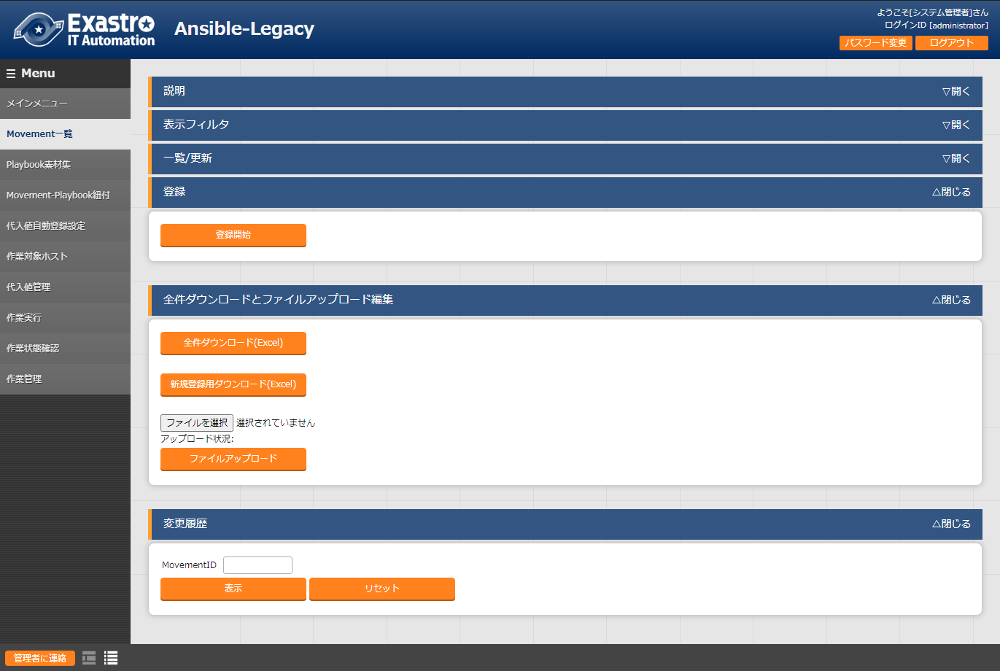 Exastro
IT Automation
Ansible-Legacy
ようこそ[システム管理者]さん
ログインID [administrator]
パスワード変更
ログアウト
Menu
メインメニュー
Movement一覧
Playbook素材集
Movement-Playbook紐付
代入値自動登録設定
作業対象ホスト
代入値管理
作業実行
作業状態確認
作業管理
説明
▽開く
表示フィルタ
▽開く
一覧/更新
▽開く
登録
△閉じる
登録開始
全件ダウンロードとファイルアップロード編集
△閉じる
全件ダウンロード(Excel)
新規登録用ダウンロード(Excel)
ファイルを選択 選択されていません
アップロード状況:
ファイルアップロード
変更履歴
△閉じる
MovementID
表示
リセット
管理者に連絡